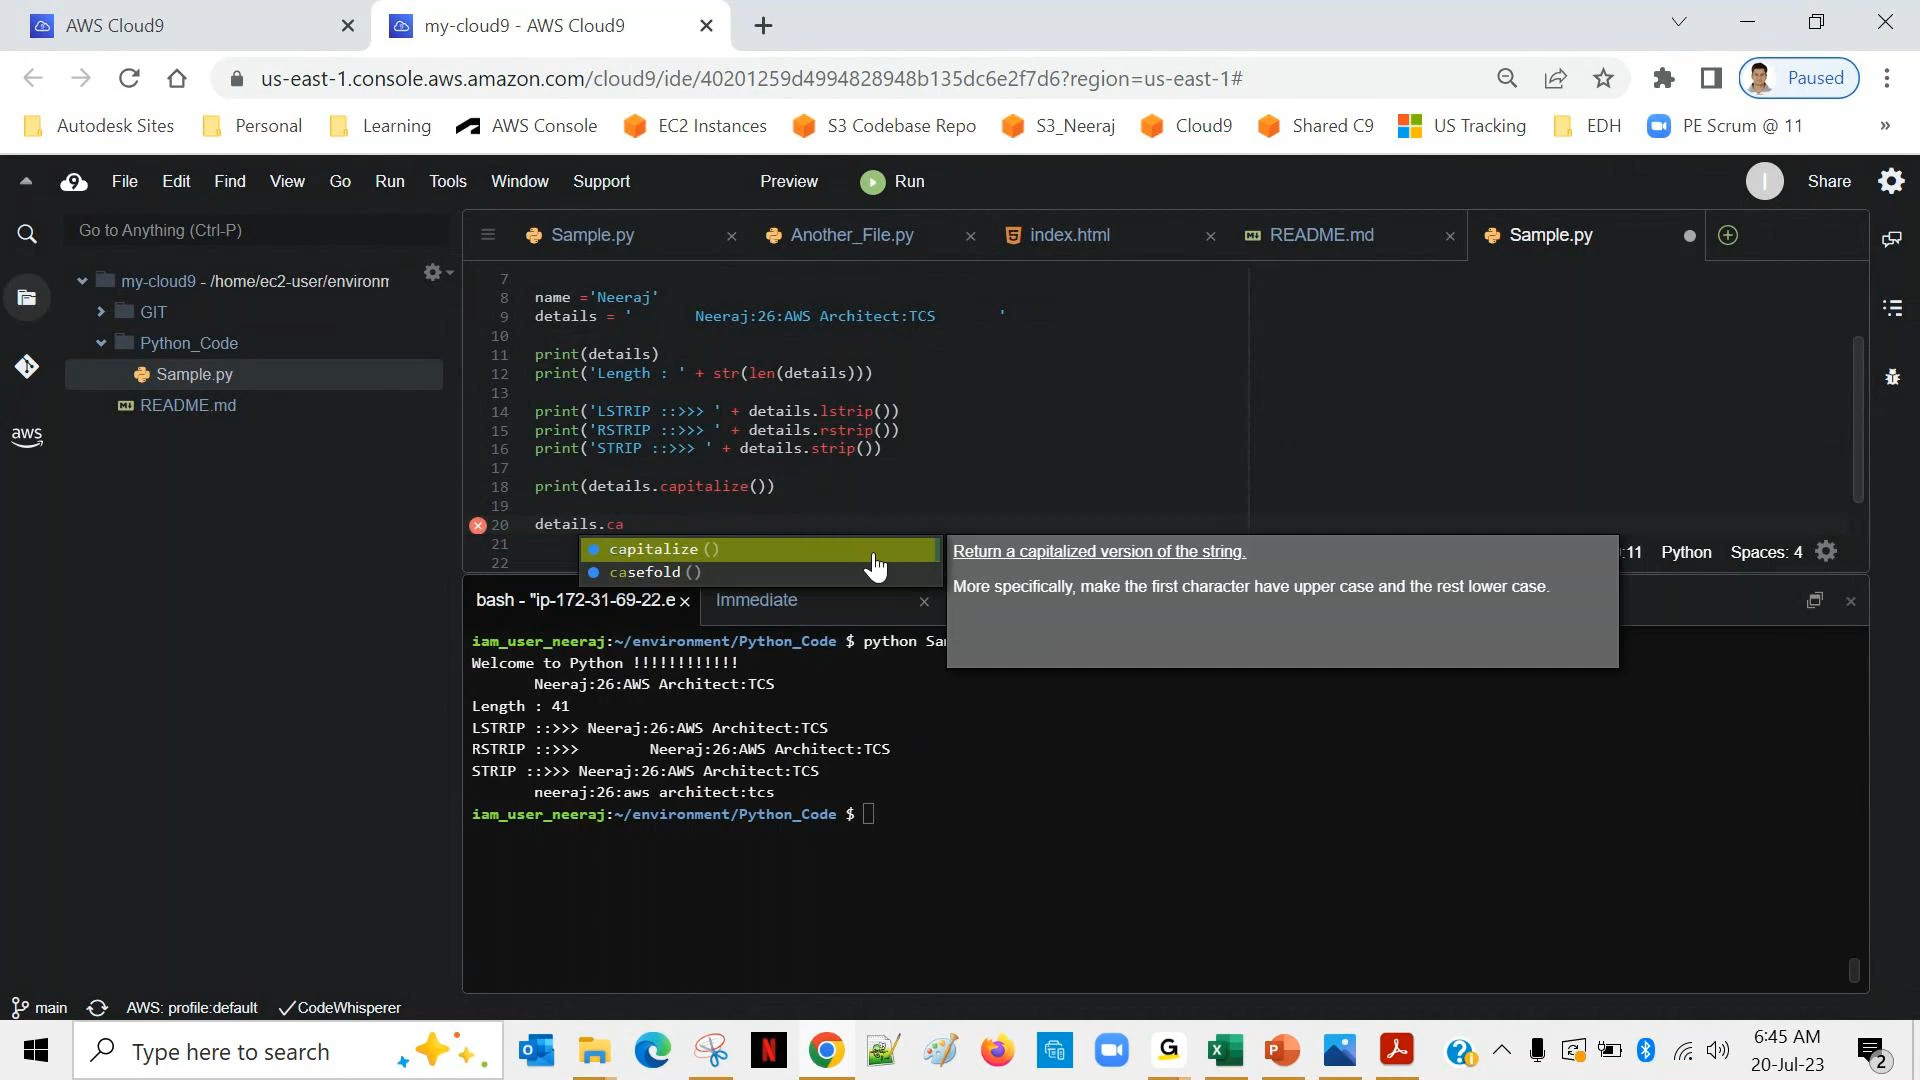 AWS Cloud9
my-cloud9 - AWS Cloud9
us-east-1.console.aws.amazon.com/cloud9/ide/40201259d4994828948b135dc6e2f7d6?region=us-east-1#
Paused
Autodesk Sites
Personal
Learning
AWS Console
EC2 Instances
S3 Codebase Repo
S3_Neeraj
Cloud9
Shared C9
US Tracking
EDH
PE Scrum @ 11
»
9 File Edit Find View Go Run Tools Window Support Preview Run
I Share
Go to Anything (Ctrl-P)
my-cloud9 - /home/ec2-user/environm
GIT
Python_Code
Sample.py
README.md
aws
Sample.py
Another_File.py
index.html
README.md
Sample.py
7
8 name ='Neeraj'
9 details = '       Neeraj:26:AWS Architect:TCS       '
10
11 print(details)
12 print('Length : ' + str(len(details)))
13
14 print('LSTRIP ::>>> ' + details.lstrip())
15 print('RSTRIP ::>>> ' + details.rstrip())
16 print('STRIP ::>>> ' + details.strip())
17
18 print(details.capitalize())
19
20 details.ca
21
22
capitalize()
casefold()
Return a capitalized version of the string.
More specifically, make the first character have upper case and the rest lower case.
:11 Python Spaces: 4
bash - "ip-172-31-69-22.e
Immediate
iam_user_neeraj:~/environment/Python_Code $ python Sa
Welcome to Python !!!!!!!!!!!!
       Neeraj:26:AWS Architect:TCS
Length : 41
LSTRIP ::>>> Neeraj:26:AWS Architect:TCS
RSTRIP ::>>>        Neeraj:26:AWS Architect:TCS
STRIP ::>>> Neeraj:26:AWS Architect:TCS
       neeraj:26:aws architect:tcs
iam_user_neeraj:~/environment/Python_Code $
main AWS: profile:default CodeWhisperer
Type here to search
6:45 AM
20-Jul-23
2